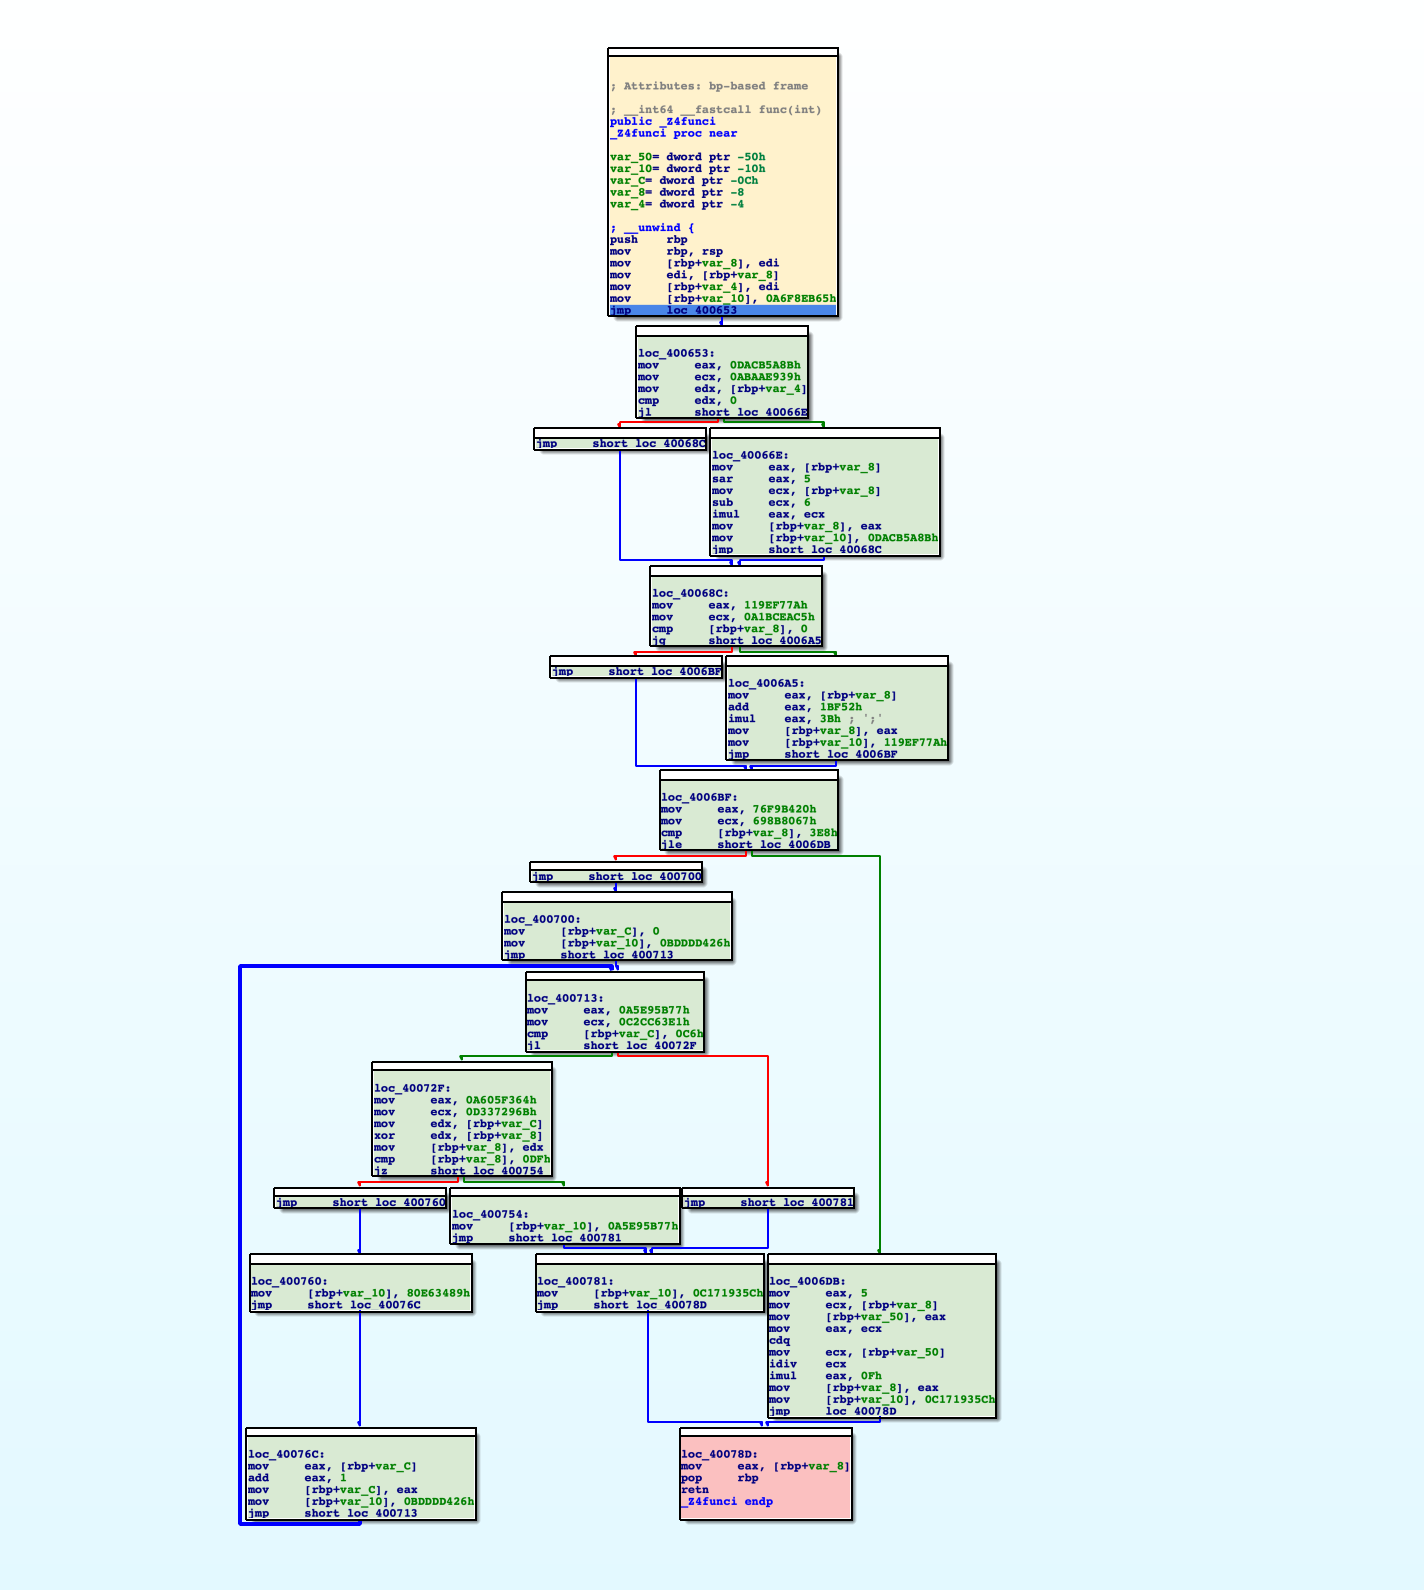 ; Attributes: bp-based frame
; __int64 __fastcall func(int)
public _Z4funci
_Z4funci proc near
var_50= dword ptr -50h
var_10= dword ptr -10h
var_C= dword ptr -0Ch
var_8= dword ptr -8
var_4= dword ptr -4
; __unwind {
push rbp
mov rbp, rsp
mov [rbp+var_8], edi
mov edi, [rbp+var_8]
mov [rbp+var_4], edi
mov [rbp+var_10], 0A6F8EB65h
jmp loc_400653
loc_400653:
mov eax, 0DACB5A8Bh
mov ecx, 0ABAAE939h
mov edx, [rbp+var_4]
cmp edx, 0
jl short loc_40066E
jmp short loc_40068C
loc_40066E:
mov eax, [rbp+var_8]
sar eax, 5
mov ecx, [rbp+var_8]
sub ecx, 6
imul eax, ecx
mov [rbp+var_8], eax
mov [rbp+var_10], 0DACB5A8Bh
jmp short loc_40068C
loc_40068C:
mov eax, 119EF77Ah
mov ecx, 0A1BCEAC5h
cmp [rbp+var_8], 0
jg short loc_4006A5
jmp short loc_4006BF
loc_4006A5:
mov eax, [rbp+var_8]
add eax, 1BF52h
imul eax, 3Bh ; ';'
mov [rbp+var_8], eax
mov [rbp+var_10], 119EF77Ah
jmp short loc_4006BF
loc_4006BF:
mov eax, 76F9B420h
mov ecx, 698B8067h
cmp [rbp+var_8], 3E8h
jle short loc_4006DB
jmp short loc_400700
loc_400700:
mov [rbp+var_C], 0
mov [rbp+var_10], 0BDDDD426h
jmp short loc_400713
loc_400713:
mov eax, 0A5E95B77h
mov ecx, 0C2CC63E1h
cmp [rbp+var_C], 0C6h
jl short loc_40072F
loc_40072F:
mov eax, 0A605F364h
mov ecx, 0D337296Bh
mov edx, [rbp+var_C]
xor edx, [rbp+var_8]
mov [rbp+var_8], edx
cmp [rbp+var_8], 0DFh
jz short loc_400754
jmp short loc_400760
loc_400754:
mov [rbp+var_10], 0A5E95B77h
jmp short loc_400781
jmp short loc_400781
loc_400760:
mov [rbp+var_10], 80E63489h
jmp short loc_40076C
loc_400781:
mov [rbp+var_10], 0C171935Ch
jmp short loc_40078D
loc_4006DB:
mov eax, 5
mov ecx, [rbp+var_8]
mov [rbp+var_50], eax
mov eax, ecx
cdq
mov ecx, [rbp+var_50]
idiv ecx
imul eax, 0Fh
mov [rbp+var_8], eax
mov [rbp+var_10], 0C171935Ch
jmp loc_40078D
loc_40076C:
mov eax, [rbp+var_C]
add eax, 1
mov [rbp+var_C], eax
mov [rbp+var_10], 0BDDDD426h
jmp short loc_400713
loc_40078D:
mov eax, [rbp+var_8]
pop rbp
retn
_Z4funci endp